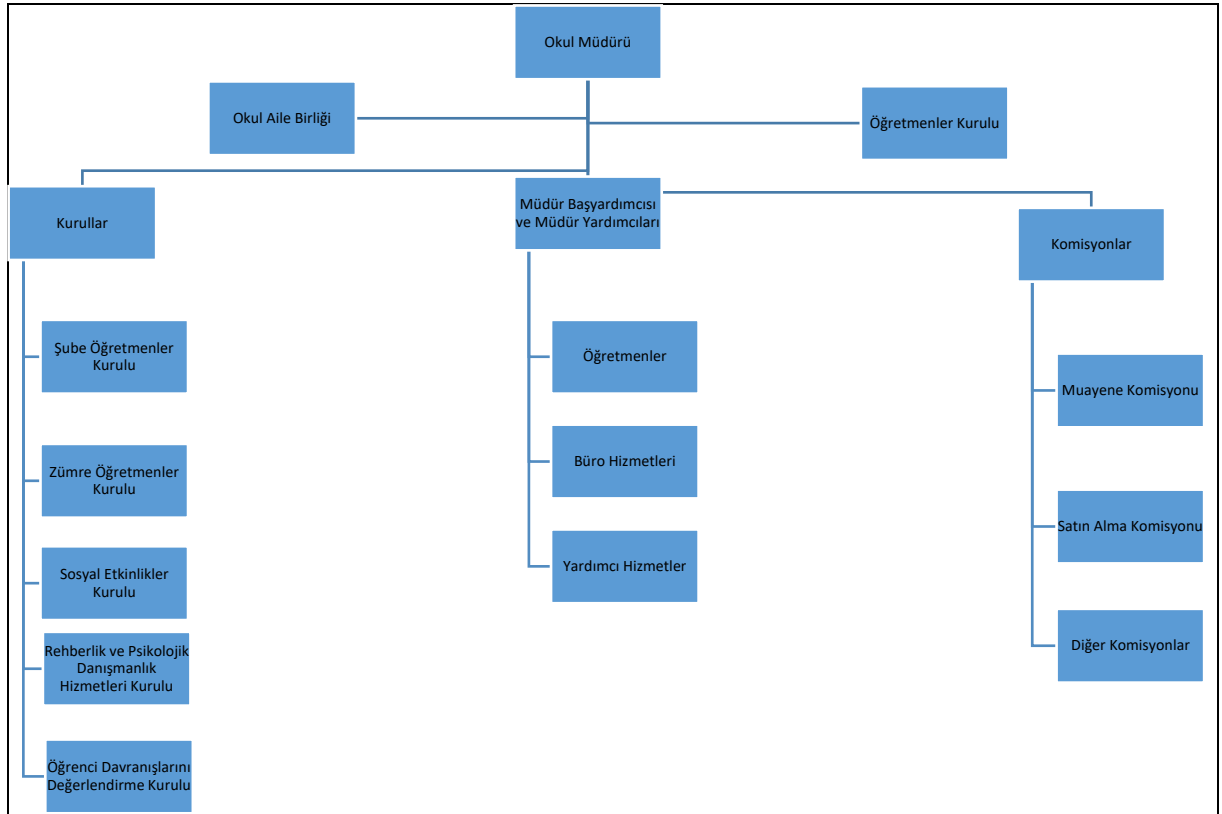 Okul Müdürü
Okul Aile Birliği
Öğretmenler Kurulu
Kurullar
Müdür Başyardımcısı
ve Müdür Yardımcıları
Komisyonlar
Şube Öğretmenler
Kurulu
Zümre Öğretmenler
Kurulu
Sosyal Etkinlikler
Kurulu
Rehberlik ve Psikolojik
Danışmanlık
Hizmetleri Kurulu
Öğrenci Davranışlarını
Değerlendirme Kurulu
Öğretmenler
Büro Hizmetleri
Yardımcı Hizmetler
Muayene Komisyonu
Satın Alma Komisyonu
Diğer Komisyonlar